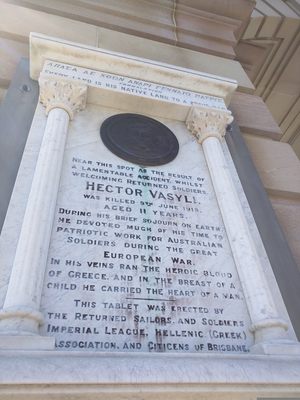 TRANSLATION
EVERY LAND IS HIS NATIVE LAND TO A
NEAR THIS SPOT AS THE RESULT OF
A LAMENTABLE ACCIDENT, WHILST
WELCOMING RETURNED SOLDIERS,
HECTOR VASYLI,
WAS KILLED 9TH JUNE 1918,
AGED 11 YEARS.
DURING HIS BRIEF SOJOURN ON EARTH
HE DEVOTED MUCH OF HIS TIME TO
PATRIOTIC WORK FOR AUSTRALIAN
SOLDIERS DURING THE GREAT
EUROPEAN WAR.
IN HIS VEINS RAN THE HEROIC BLOOD
OF GREECE, AND IN THE BREAST OF A
CHILD HE CARRIED THE HEART OF A MAN.
THIS TABLET WAS ERECTED BY
THE RETURNED SAILORS, AND SOLDIERS
IMPERIAL LEAGUE, HELLENIC (GREEK)
ASSOCIATION, AND CITIZENS OF BRISBANE.